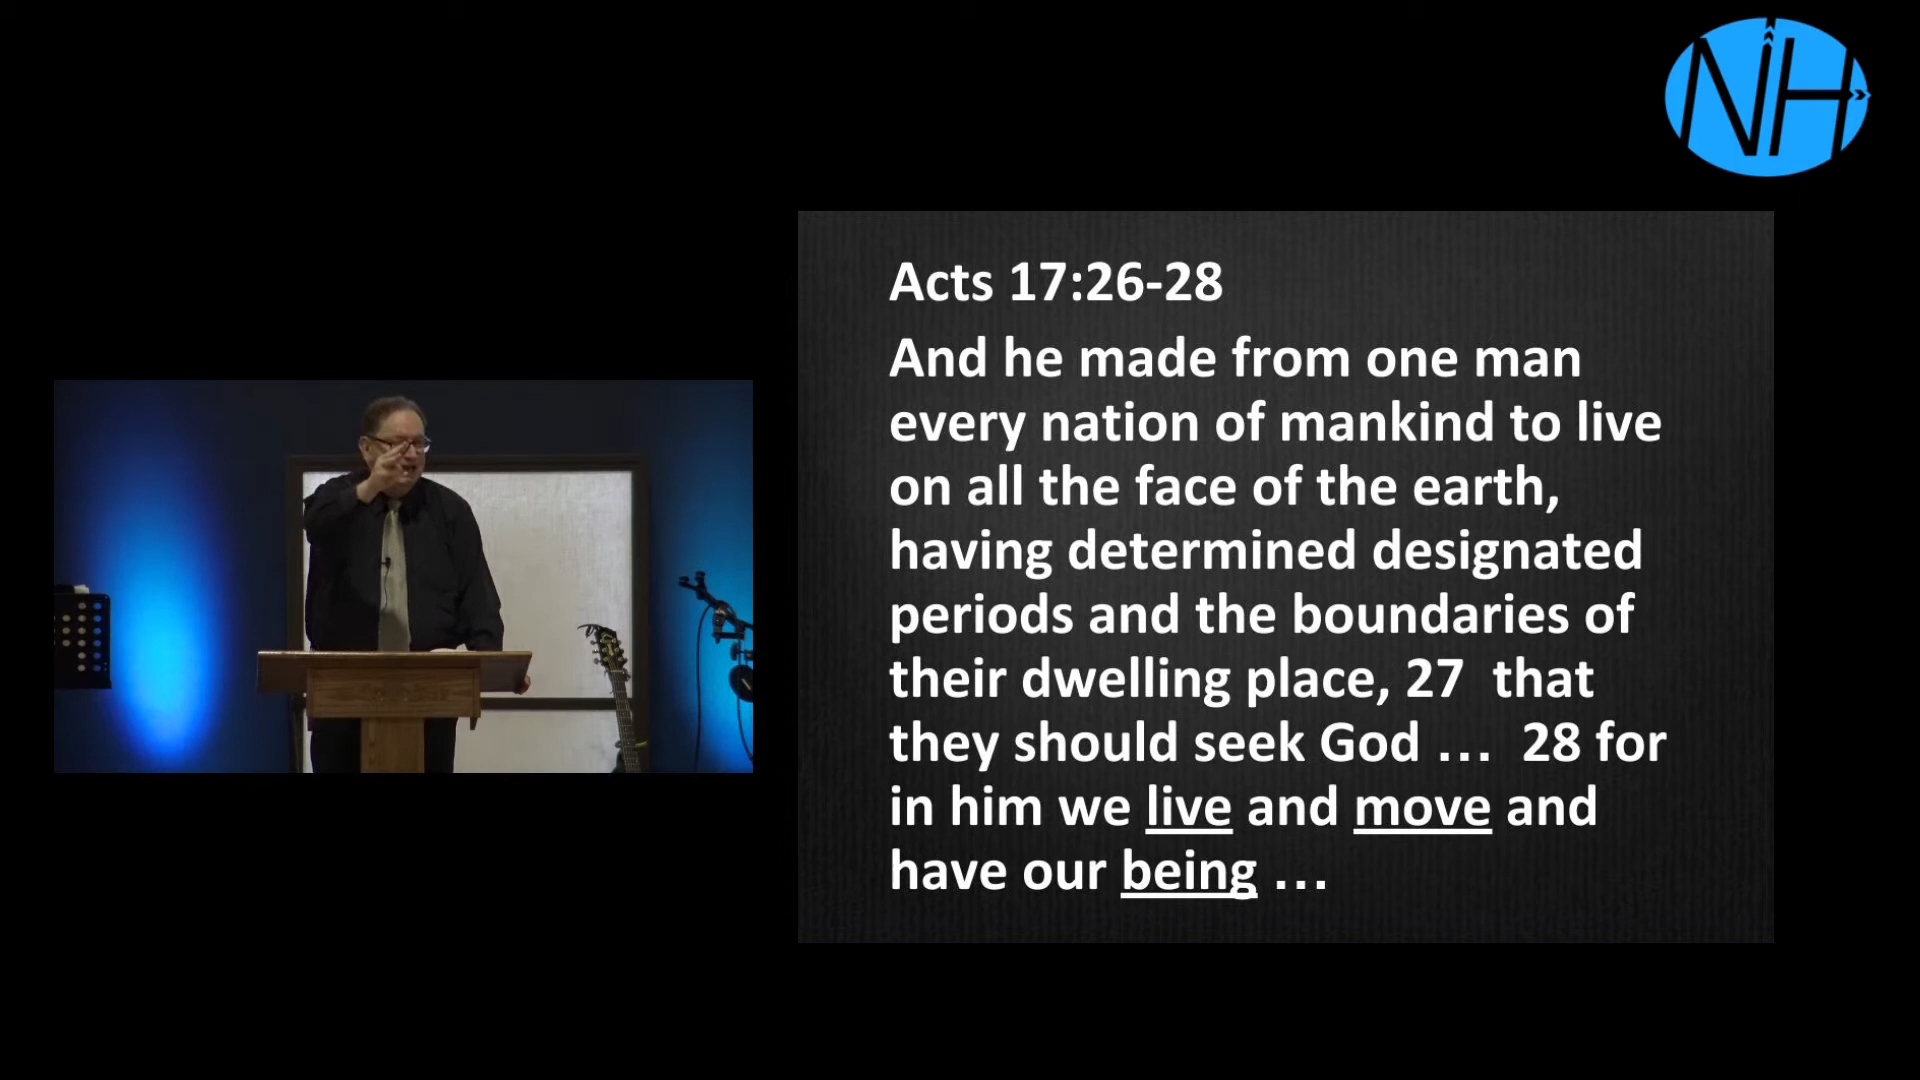 NH
Acts 17:26-28
And he made from one man
every nation of mankind to live
on all the face of the earth,
having determined designated
periods and the boundaries of
their dwelling place, 27  that
they should seek God …  28 for
in him we live and move and
have our being …